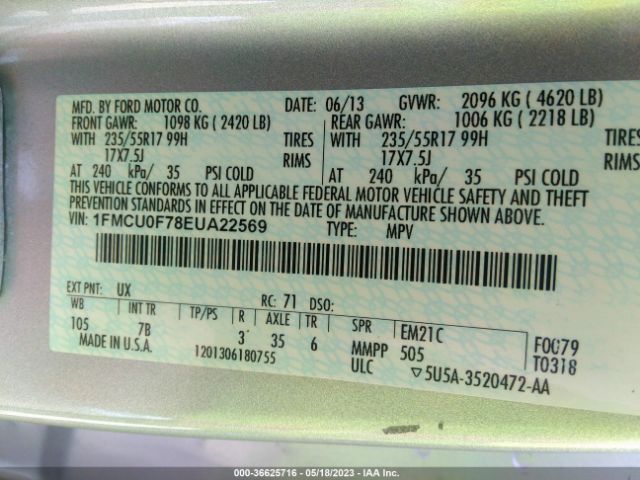 MFD. BY FORD MOTOR CO. DATE: 06/13 GVWR: 2096 KG ( 4620 LB)
FRONT GAWR: 1098 KG ( 2420 LB) REAR GAWR: 1006 KG ( 2218 LB)
WITH 235/55R17 99H TIRES WITH 235/55R17 99H TIRES
17X7.5J RIMS 17X7.5J RIMS
AT 240 kPa/ 35 PSI COLD AT 240 kPa/ 35 PSI COLD
THIS VEHICLE CONFORMS TO ALL APPLICABLE FEDERAL MOTOR VEHICLE SAFETY AND THEFT
PREVENTION STANDARDS IN EFFECT ON THE DATE OF MANUFACTURE SHOWN ABOVE.
VIN: 1FMCU0F78EUA22569 TYPE: MPV
EXT PNT: UX RC: 71 DSO:
WB INT TR TP/PS R AXLE TR SPR EM21C F0079
105 7B 3 35 6 MMPP 505 T0318
MADE IN U.S.A. 1201306180755 ULC ▽5U5A-3520472-AA
000-36625716 - 05/18/2023 - IAA Inc.